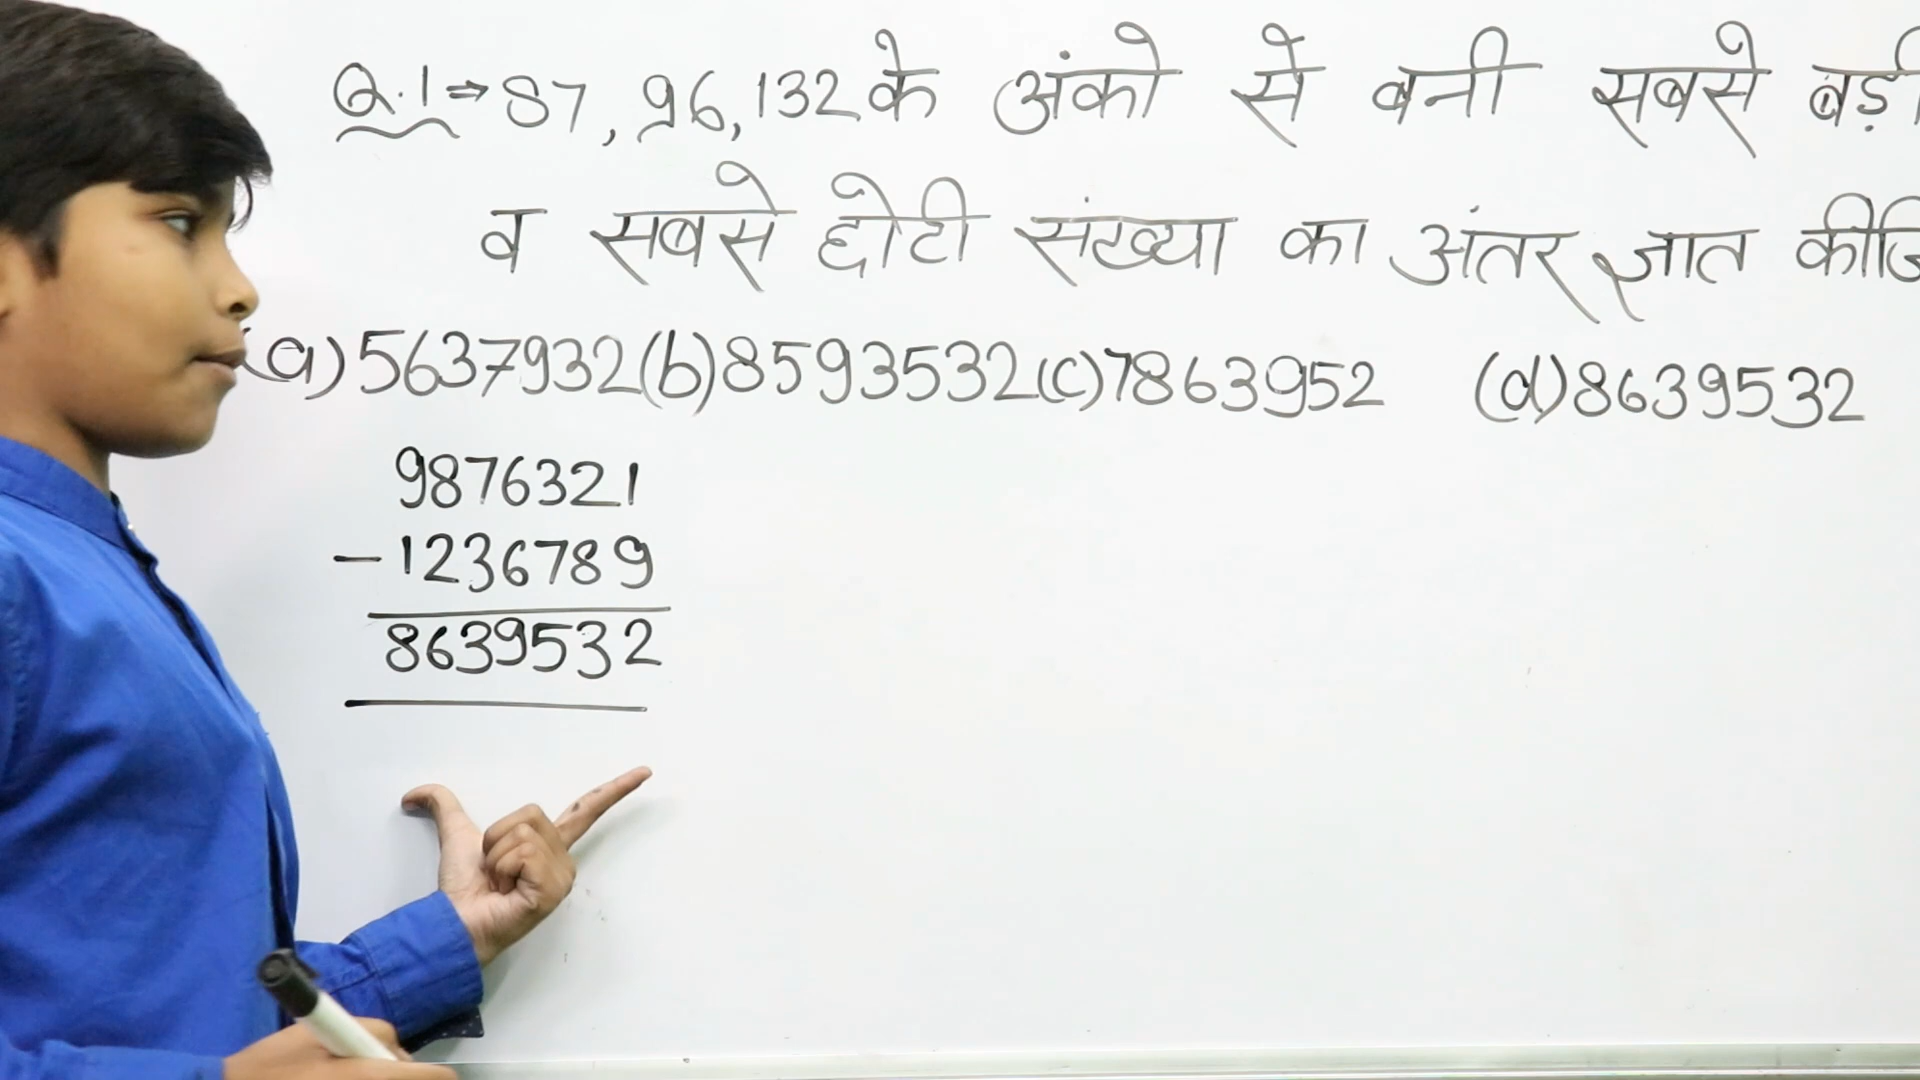 Q.1⇒ 87, 96, 132 के अंको से बनी सबसे बड़ी
व सबसे छोटी संख्या का अंतर ज्ञात कीजि
(a) 5637932 (b) 8593532 (c) 7863952 (d) 8639532
9876321
-1236789
8639532